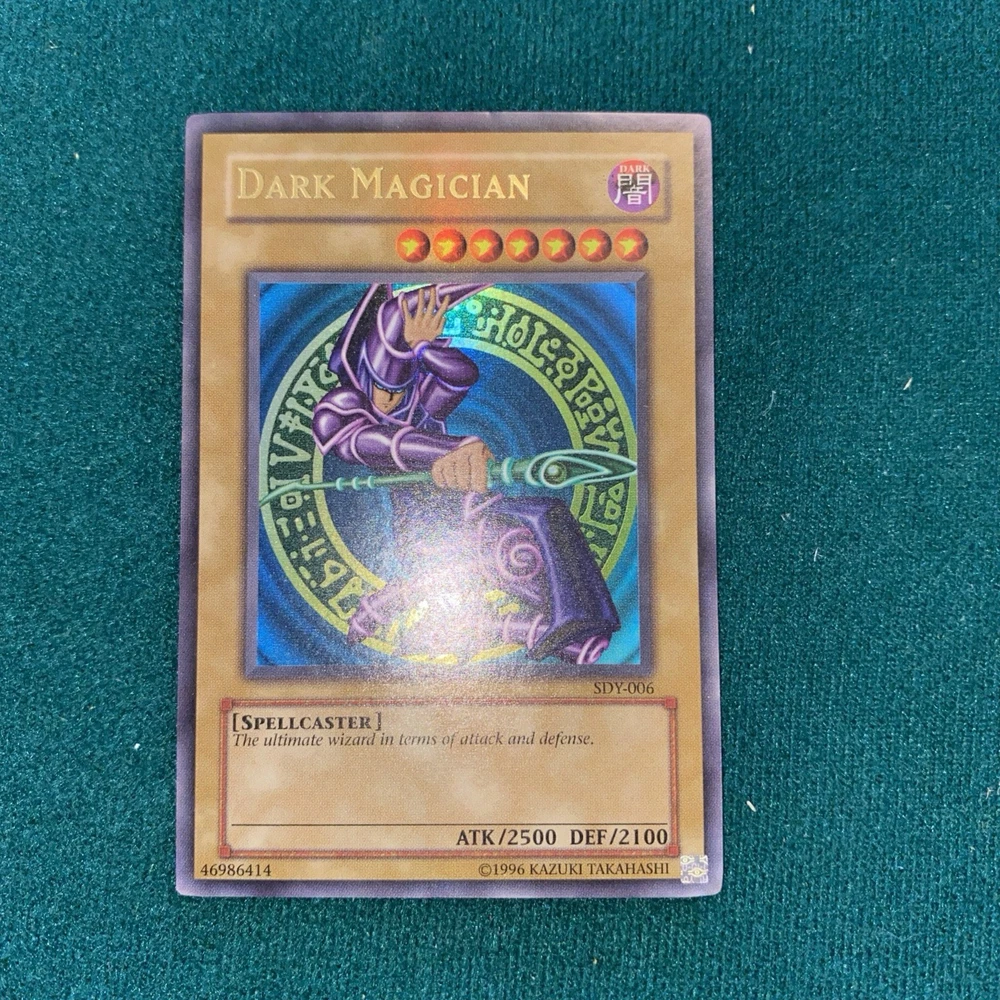 DARK MAGICIAN
DARK
闇
SDY-006
[SPELLCASTER]
The ultimate wizard in terms of attack and defense.
ATK/2500 DEF/2100
46986414
©1996 KAZUKI TAKAHASHI